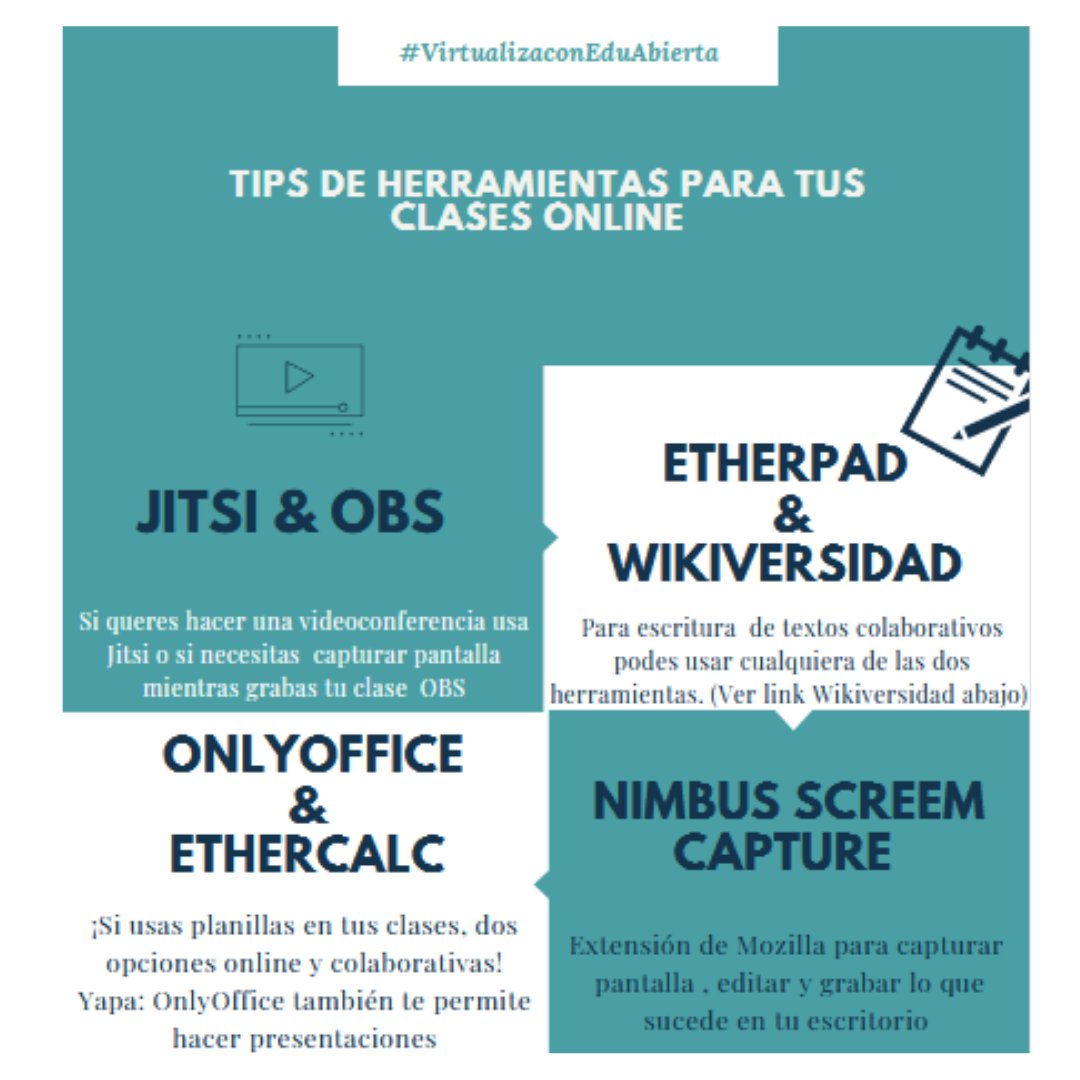 #VirtualizaconEduAbierta
TIPS DE HERRAMIENTAS PARA TUS
CLASES ONLINE
JITSI & OBS
Si queres hacer una videoconferencia usa
Jitsi o si necesitas capturar pantalla
mientras grabas tu clase OBS
ETHERPAD
&
WIKIVERSIDAD
Para escritura de textos colaborativos
podes usar cualquiera de las dos
herramientas. (Ver link Wikiversidad abajo)
ONLYOFFICE
&
ETHERCALC
¡Si usas planillas en tus clases, dos
opciones online y colaborativas!
Yapa: OnlyOffice también te permite
hacer presentaciones
NIMBUS SCREEM
CAPTURE
Extensión de Mozilla para capturar
pantalla , editar y grabar lo que
sucede en tu escritorio